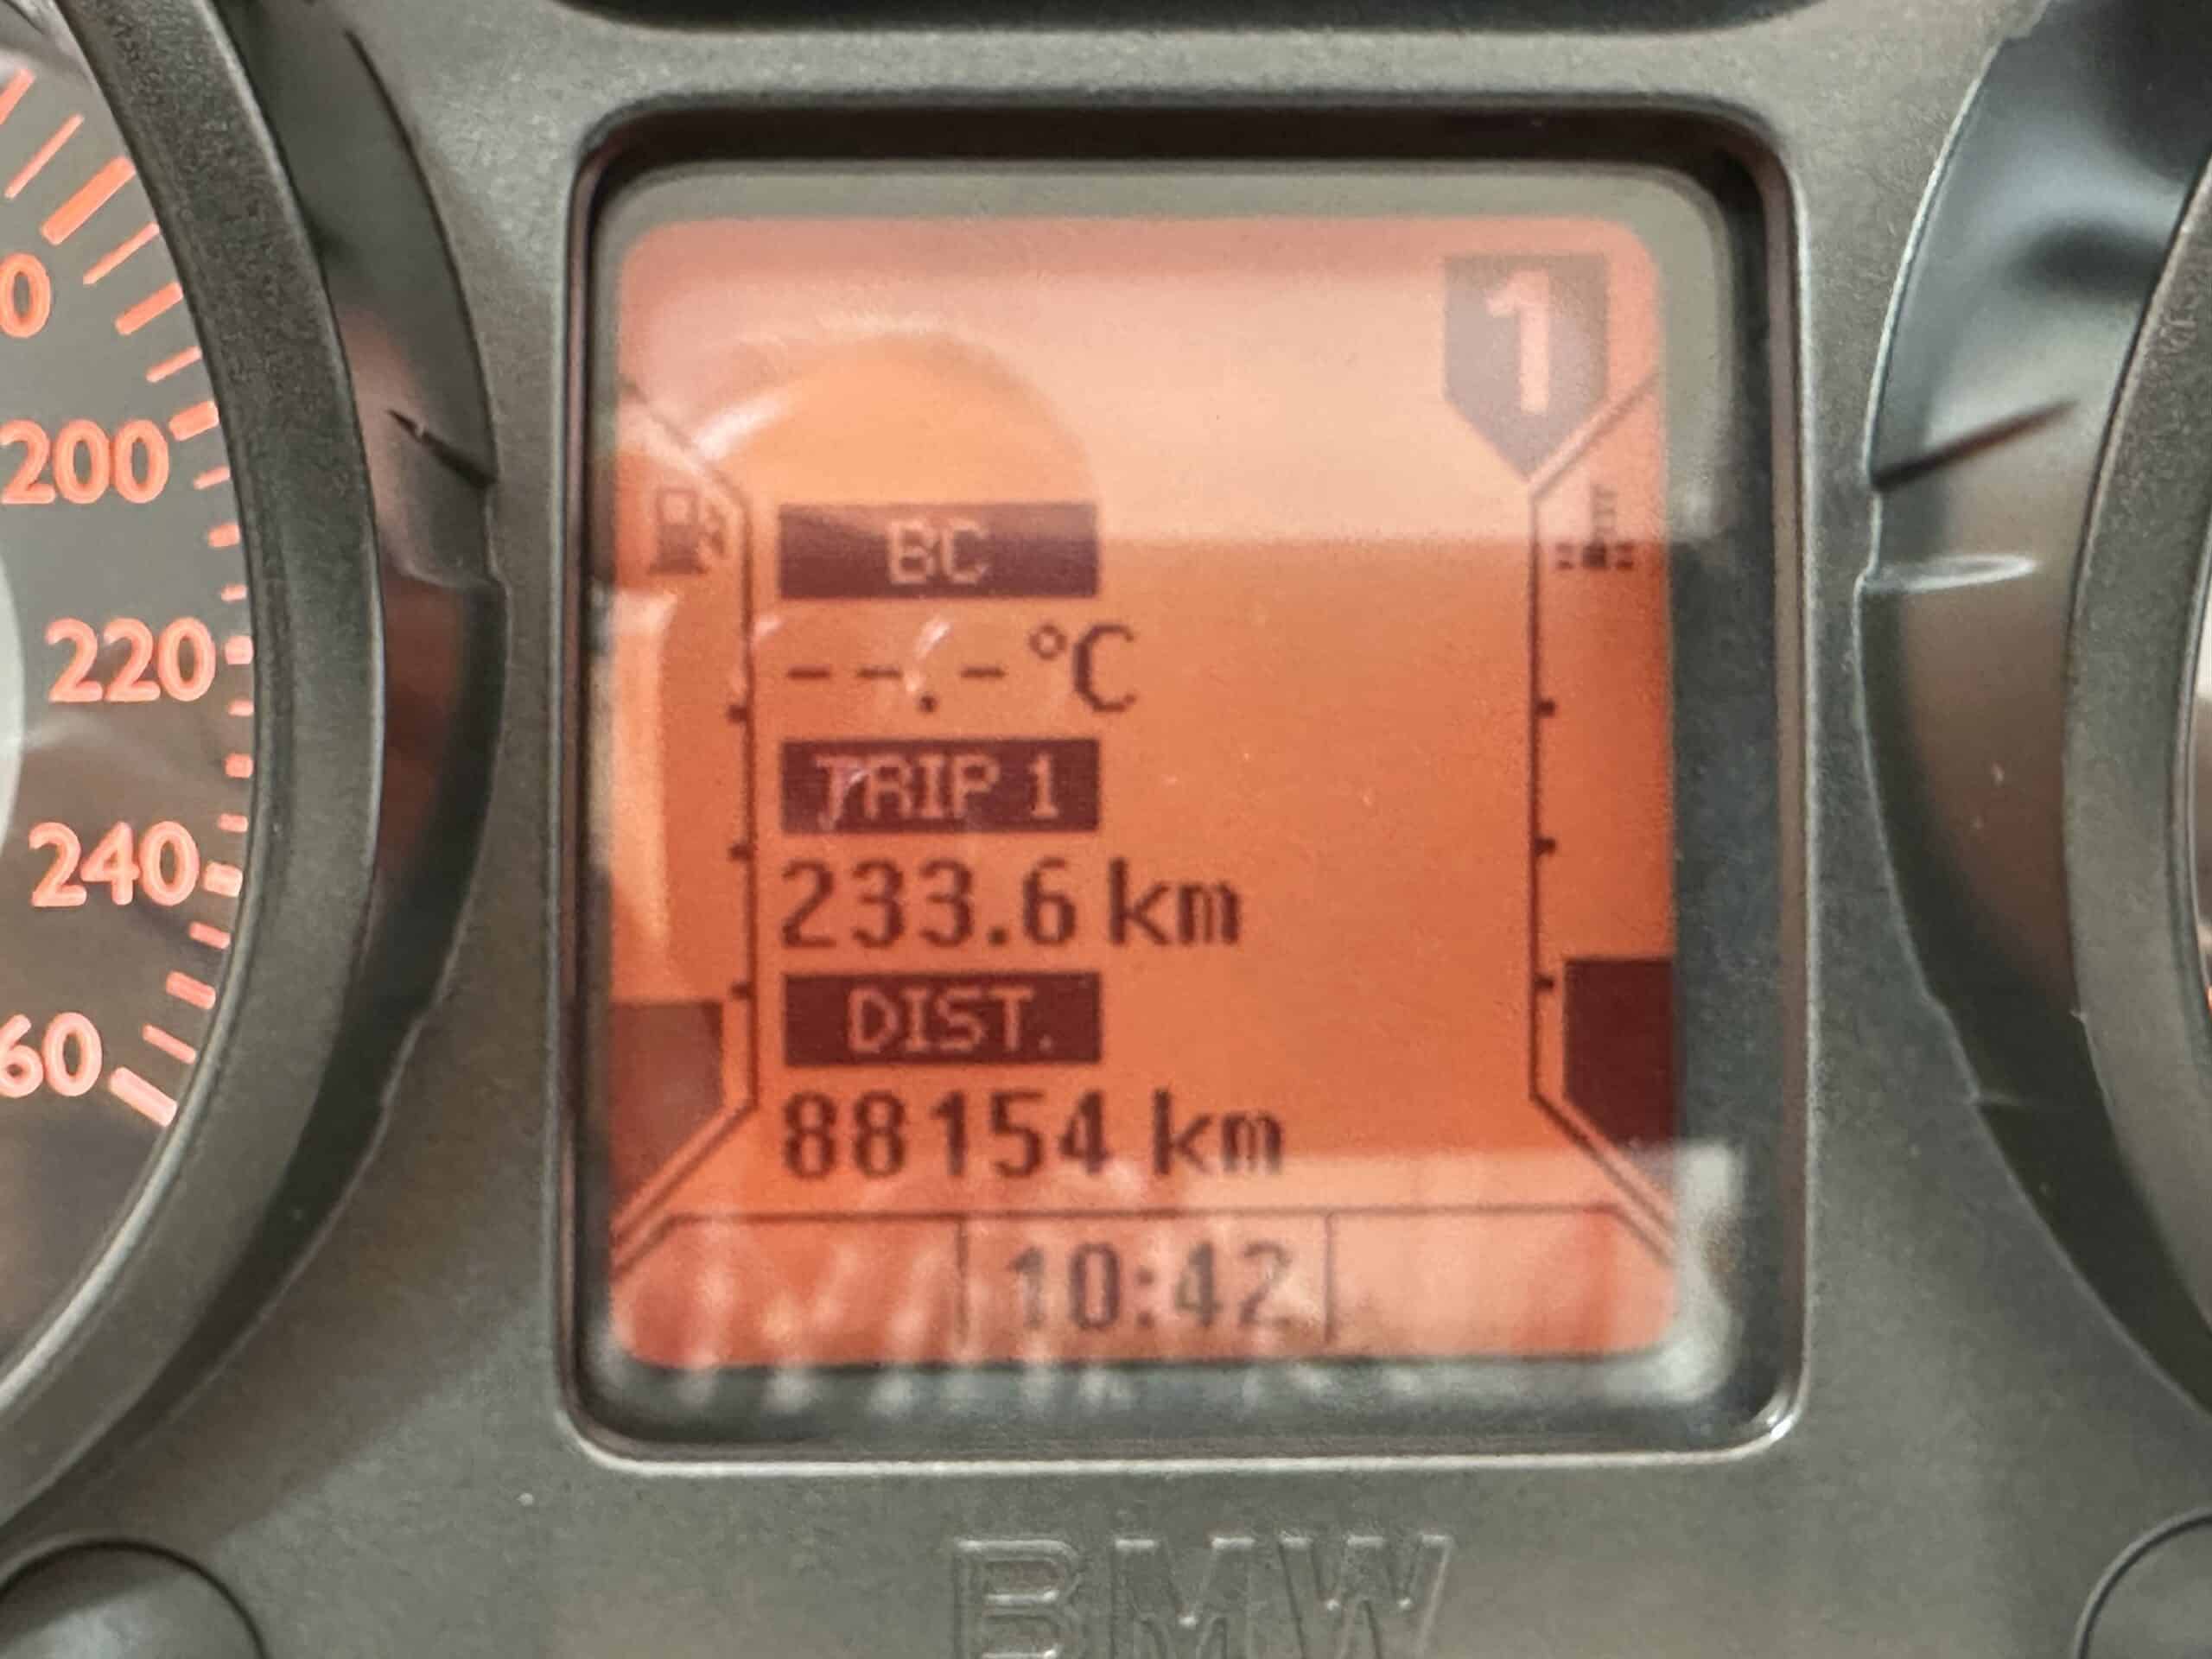 1
BC
--.-°C
TRIP 1
233.6 km
DIST.
88154 km
10:42
200
220
240
BMW